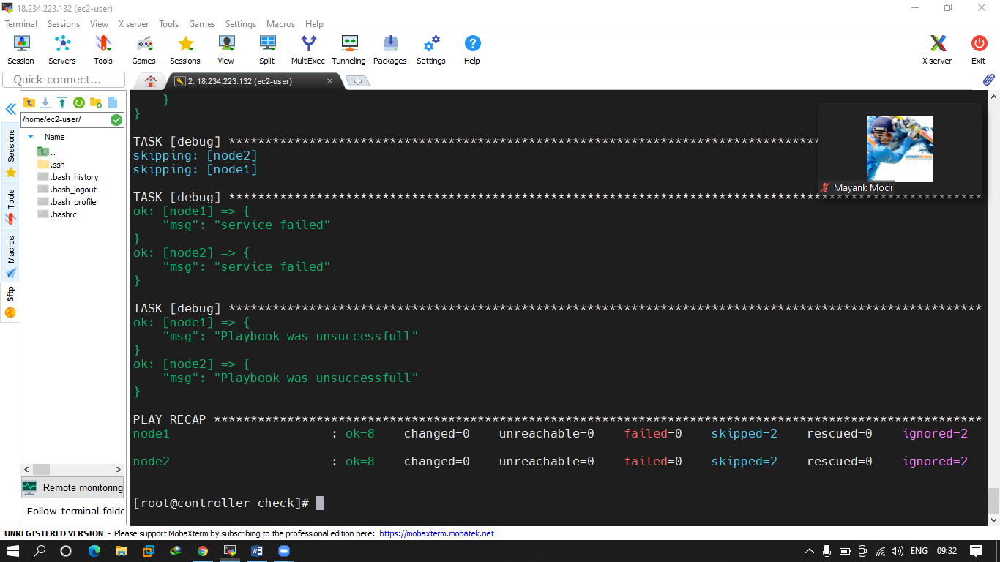 18.234.223.132 (ec2-user)
Terminal Sessions View X server Tools Games Settings Macros Help
Session Servers Tools Games Sessions View Split MultiExec Tunneling Packages Settings Help X server Exit
Quick connect...
2. 18.234.223.132 (ec2-user)
/home/ec2-user/
Name
..
.ssh
.bash_history
.bash_logout
.bash_profile
.bashrc
Sessions
Tools
Macros
Sftp
Remote monitoring
Follow terminal folde
}
}
TASK [debug] ********************************************************************************
skipping: [node2]
skipping: [node1]
Mayank Modi
TASK [debug] *******************************************************************************************************
ok: [node1] => {
"msg": "service failed"
}
ok: [node2] => {
"msg": "service failed"
}
TASK [debug] *******************************************************************************************************
ok: [node1] => {
"msg": "Playbook was unsuccessfull"
}
ok: [node2] => {
"msg": "Playbook was unsuccessfull"
}
PLAY RECAP *********************************************************************************************************
node1 : ok=8 changed=0 unreachable=0 failed=0 skipped=2 rescued=0 ignored=2
node2 : ok=8 changed=0 unreachable=0 failed=0 skipped=2 rescued=0 ignored=2
[root@controller check]#
UNREGISTERED VERSION - Please support MobaXterm by subscribing to the professional edition here: https://mobaxterm.mobatek.net
ENG 09:32